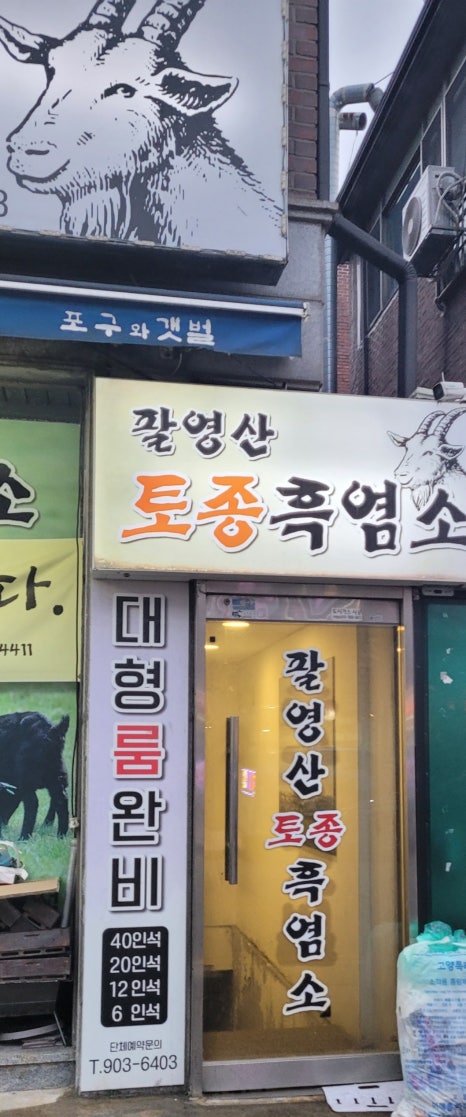 포구와 갯벌
팔영산
토종흑염소
소
다.
4411
대형룸완비
40인석
20인석
12인석
6 인석
단체예약문의
T.903-6403
팔영산토종흑염소